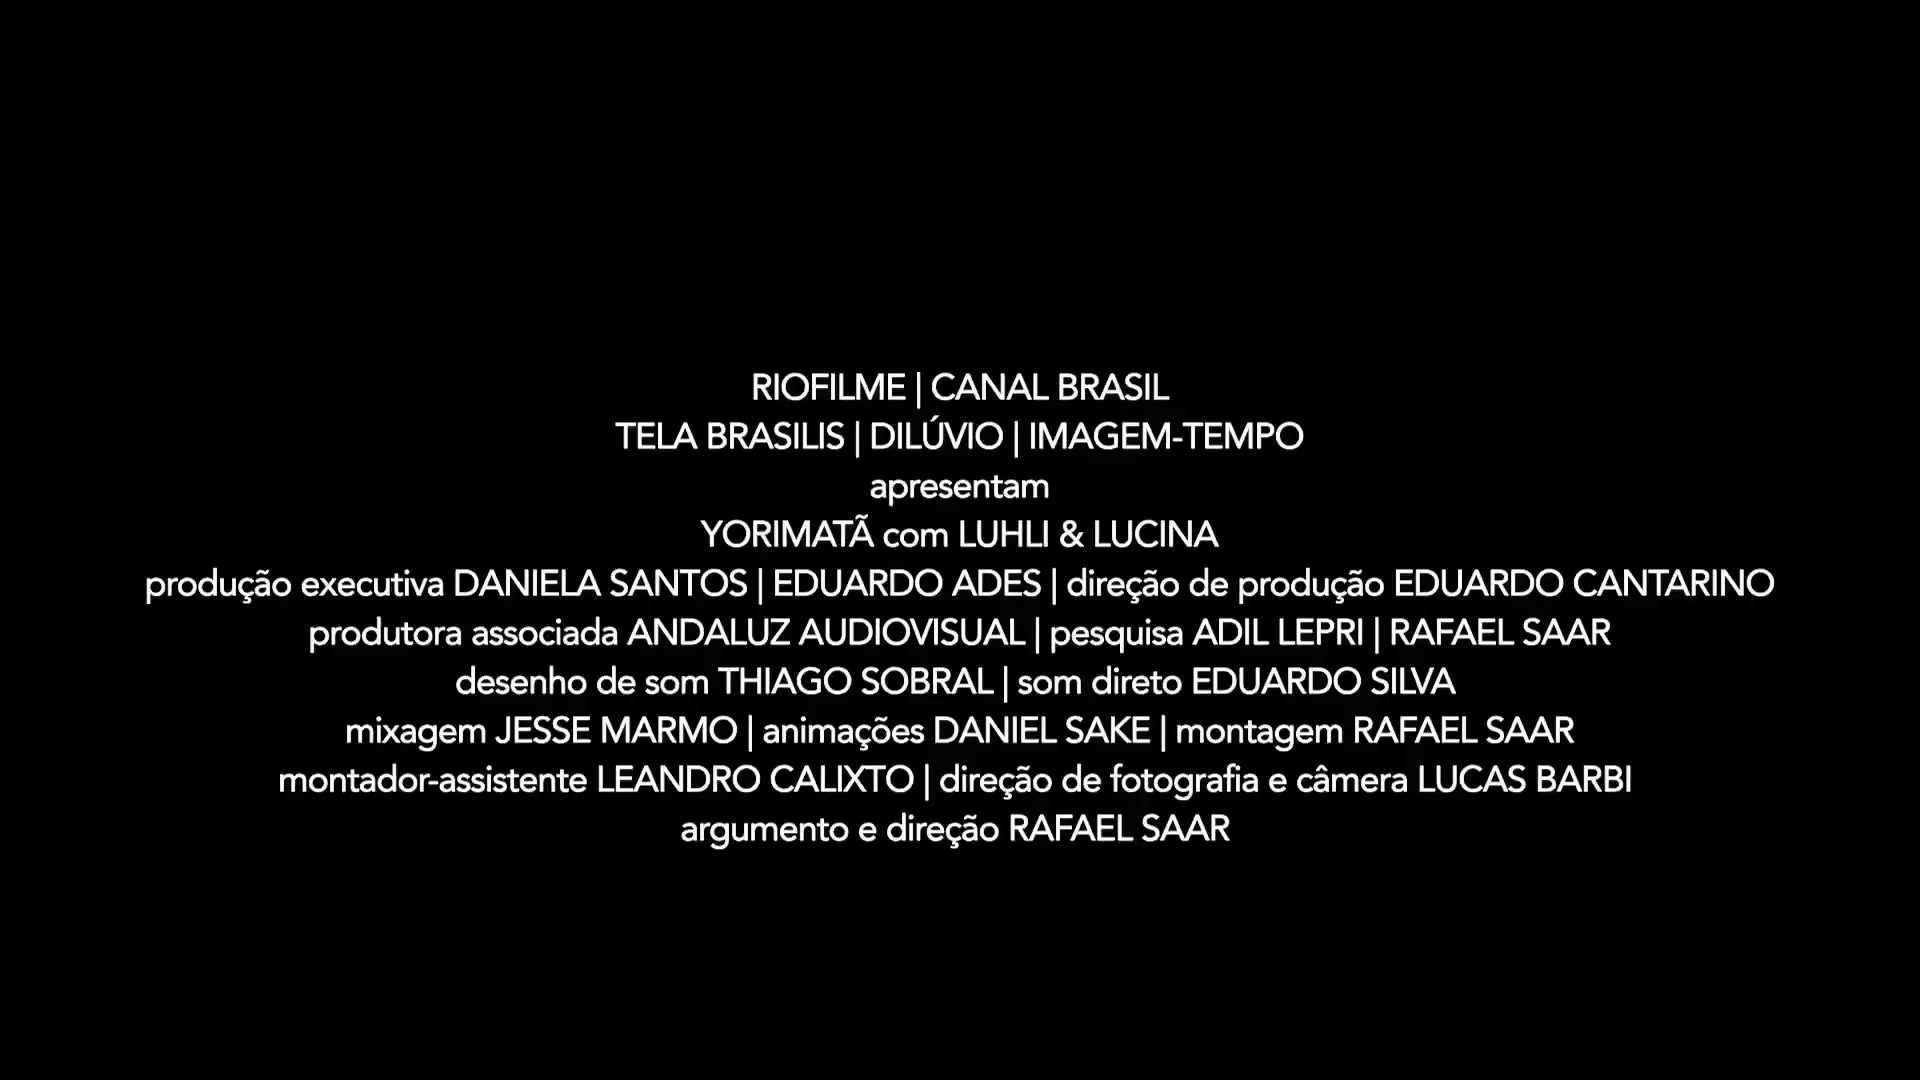 RIOFILME | CANAL BRASIL
TELA BRASILIS | DILÚVIO | IMAGEM-TEMPO
apresentam
YORIMATÃ com LUHLI & LUCINA
produção executiva DANIELA SANTOS | EDUARDO ADES | direção de produção EDUARDO CANTARINO
produtora associada ANDALUZ AUDIOVISUAL | pesquisa ADIL LEPRI | RAFAEL SAAR
desenho de som THIAGO SOBRAL | som direto EDUARDO SILVA
mixagem JESSE MARMO | animações DANIEL SAKE | montagem RAFAEL SAAR
montador-assistente LEANDRO CALIXTO | direção de fotografia e câmera LUCAS BARBI
argumento e direção RAFAEL SAAR